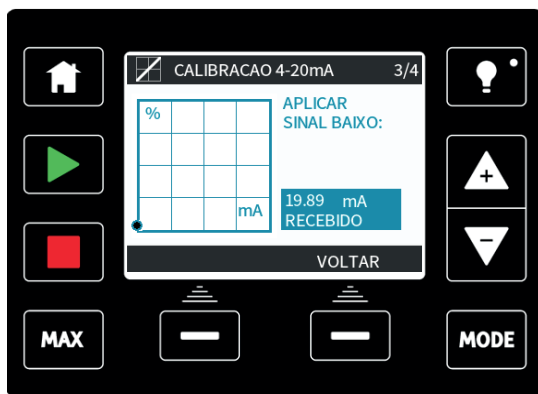 CALIBRACAO 4-20mA 3/4
%
APLICAR
SINAL BAIXO:
mA
19.89 mA
RECEBIDO
VOLTAR
MAX
MODE